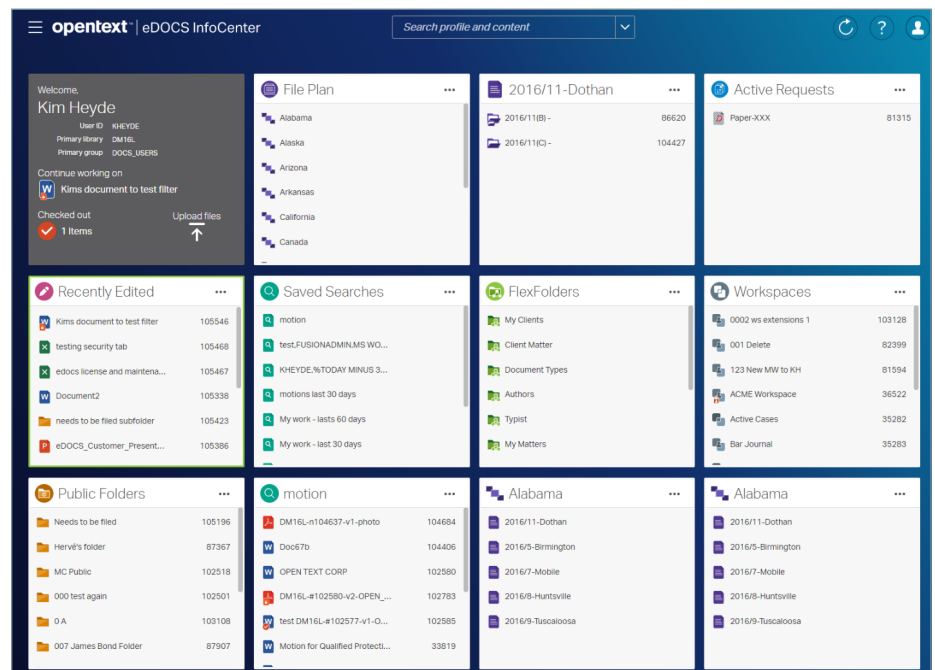 opentext™ | eDOCS InfoCenter
Search profile and content
?
Welcome,
Kim Heyde
User ID KHEYDE
Primary library DM16L
Primary group DOCS_USERS
Continue working on
Kims document to test filter
Checked out
1 Items
Upload files
File Plan ...
Alabama
Alaska
Arizona
Arkansas
California
Canada
2016/11-Dothan ...
2016/11(B) - 86620
2016/11(C) - 104427
Active Requests ...
Paper-XXX 81315
Recently Edited ...
Kims document to test filter 105546
testing security tab 105468
edocs license and maintena... 105467
Document2 105338
needs to be filed subfolder 105423
eDOCS_Customer_Present... 105386
Saved Searches ...
motion
test,FUSIONADMIN,MS WO...
KHEYDE,%TODAY MINUS 3...
motions last 30 days
My work - lasts 60 days
My work - last 30 days
FlexFolders ...
My Clients
Client Matter
Document Types
Authors
Typist
My Matters
Workspaces ...
0002 ws extensions 1 103128
001 Delete 82399
123 New MW to KH 81594
ACME Workspace 36522
Active Cases 35282
Bar Journal 35283
Public Folders ...
Needs to be filed 105196
Hervé's folder 87367
MC Public 102518
000 test again 102501
0 A 103108
007 James Bond Folder 87907
motion ...
DM16L-n104637-v1-photo 104684
Doc67b 104406
OPEN TEXT CORP 102580
DM16L-#102580-v2-OPEN_... 102783
test DM16L-#102577-v1-O... 102585
Motion for Qualified Protecti... 33819
Alabama ...
2016/11-Dothan
2016/5-Birmington
2016/7-Mobile
2016/8-Huntsville
2016/9-Tuscaloosa
Alabama ...
2016/11-Dothan
2016/5-Birmington
2016/7-Mobile
2016/8-Huntsville
2016/9-Tuscaloosa